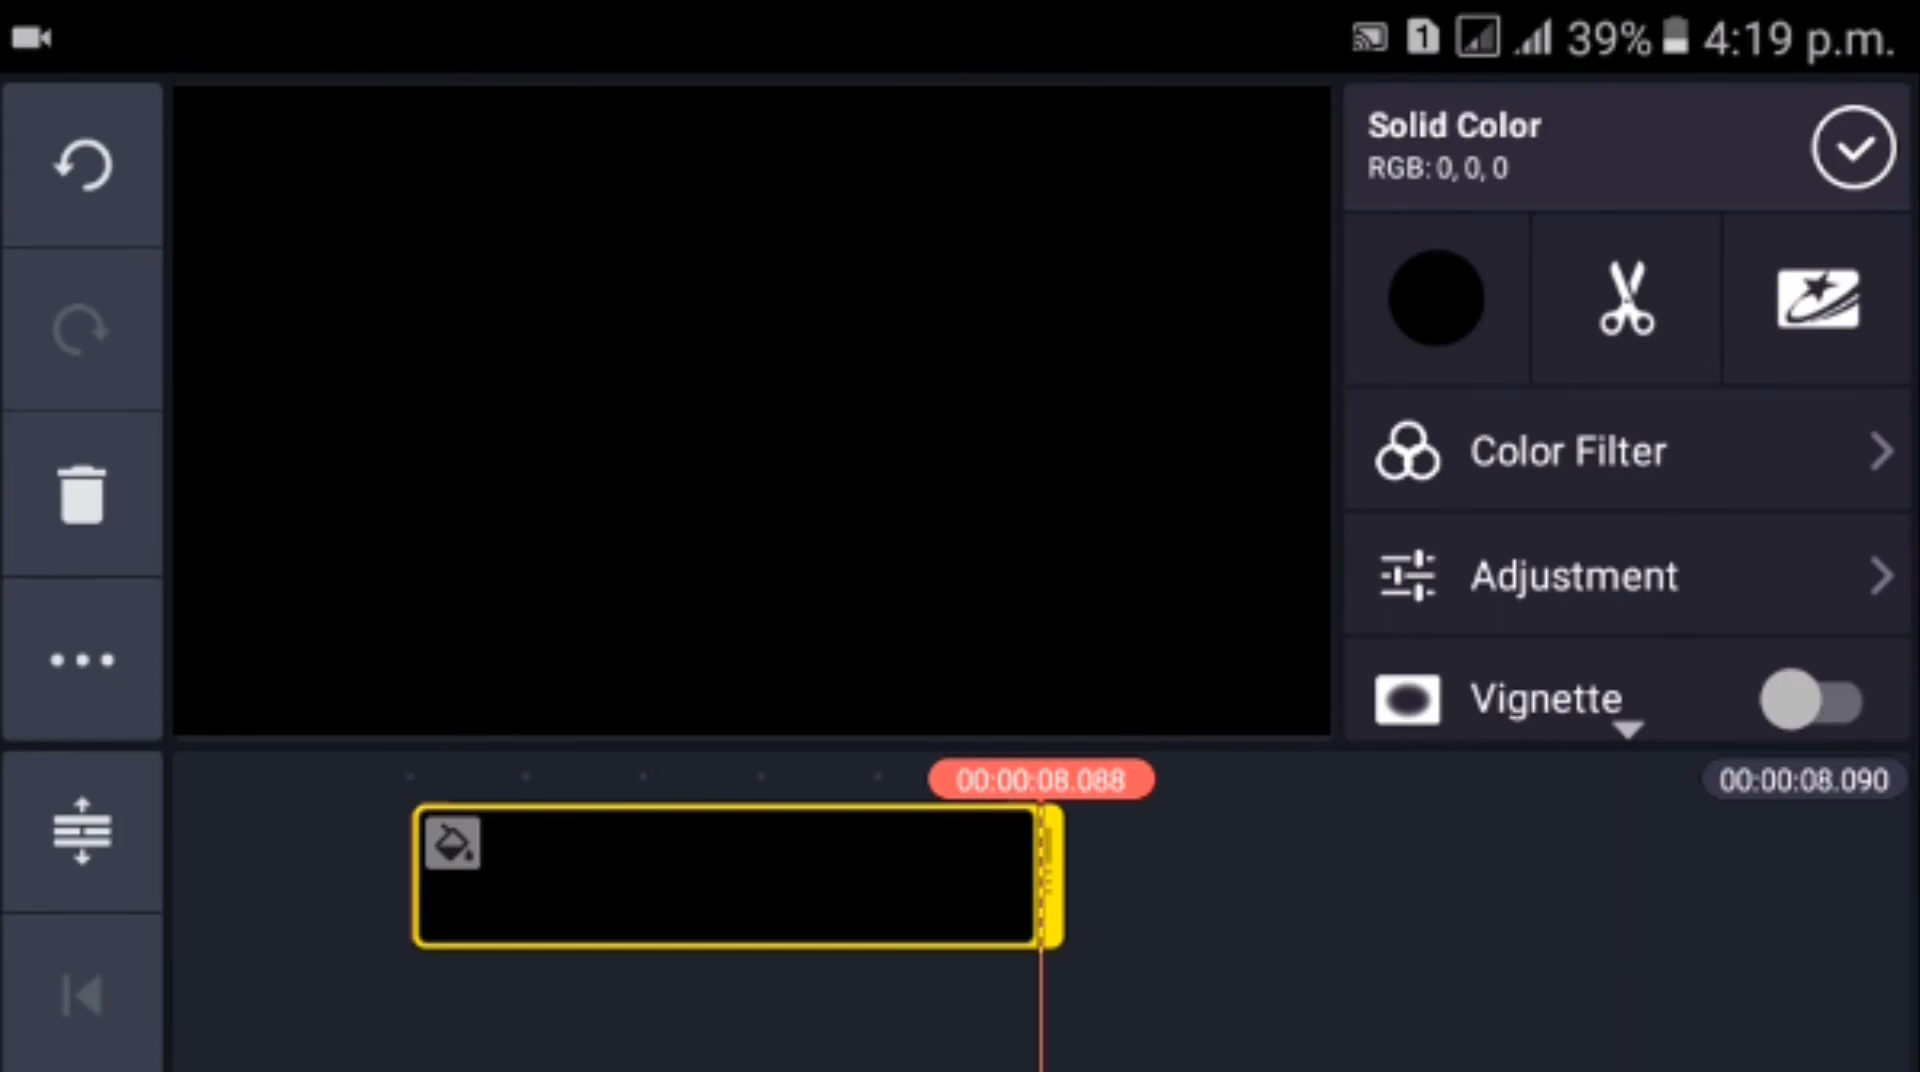 1 39% 4:19 p.m.
Solid Color
RGB: 0, 0, 0
Color Filter
Adjustment
Vignette
00:00:08.088
00:00:08.090